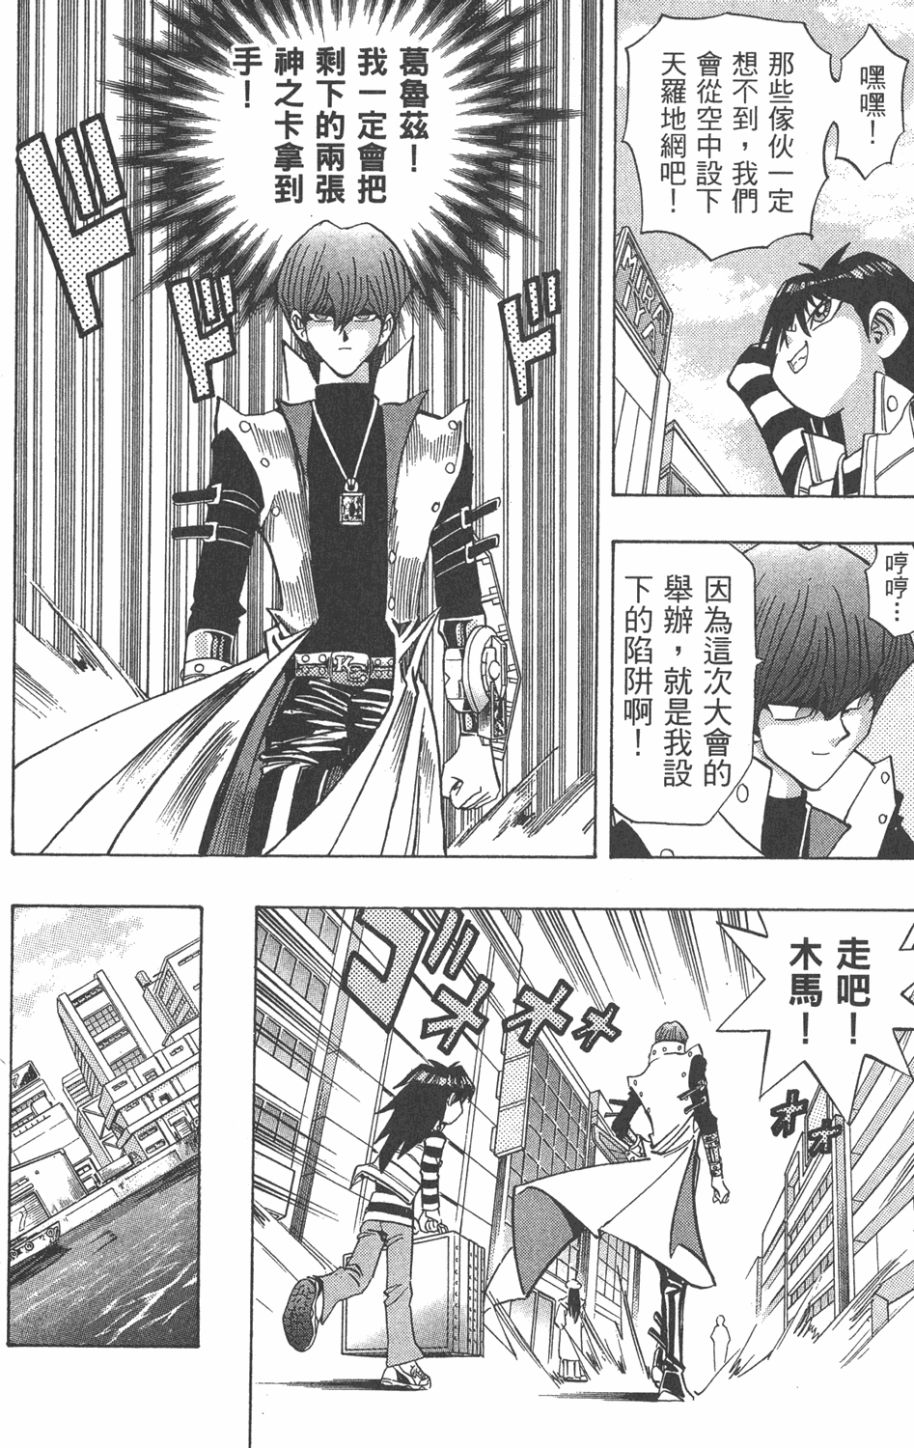 嘿嘿！
那些傢伙一定
想不到，我們
會從空中設下
天羅地網吧！
哼哼…
因為這次大會的
舉辦，就是我設
下的陷阱啊！
葛魯茲！
我一定會把
剩下的兩張
神之卡拿到
手！
ド
ド
ド
K
走吧！
木馬！
ゴ
オ
オ
オ
オ
オ